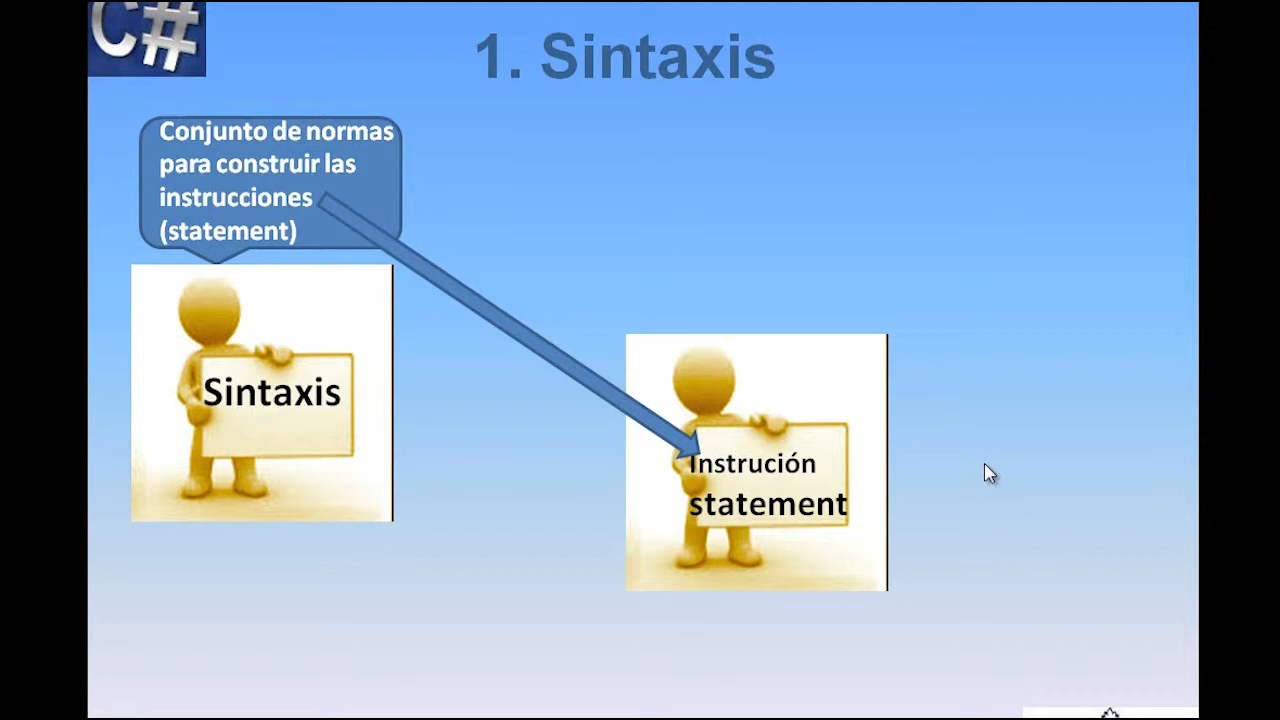 C#
1. Sintaxis
Conjunto de normas
para construir las
instrucciones
(statement)
Sintaxis
Instrución
statement